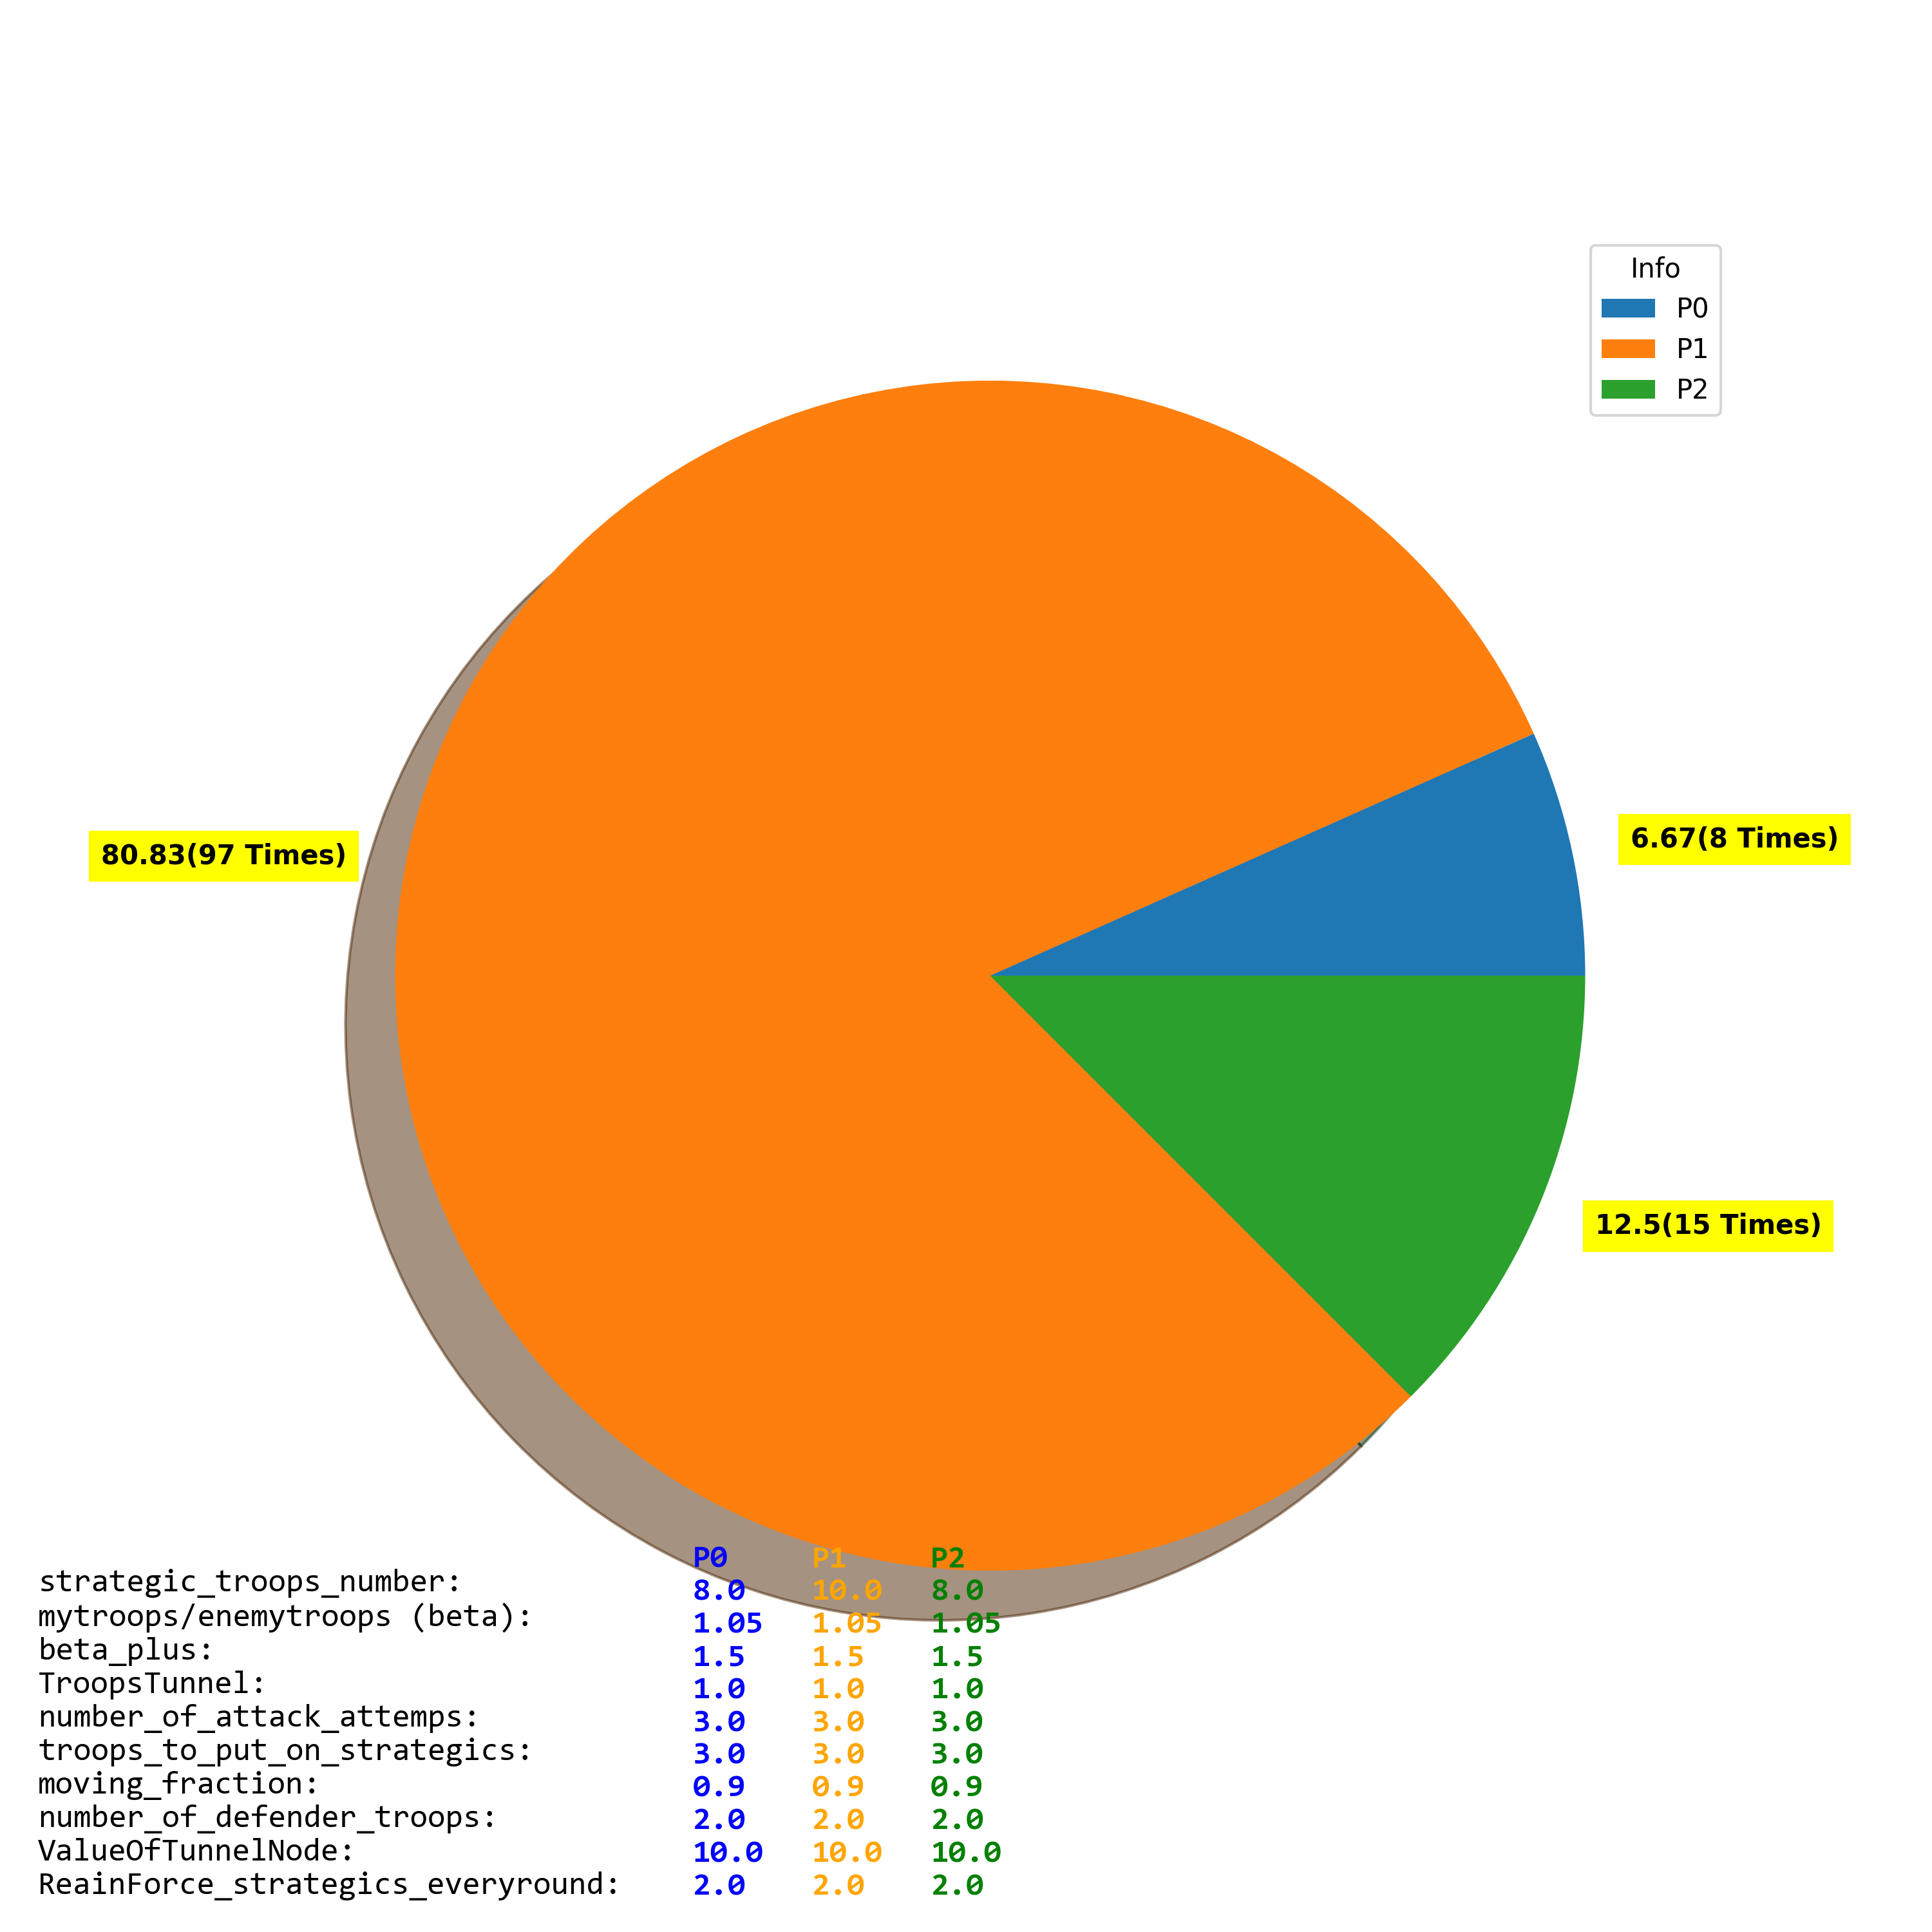 Info
P0
P1
P2
80.83(97 Times)
6.67(8 Times)
12.5(15 Times)
P0 P1 P2
strategic_troops_number: 8.0 10.0 8.0
mytroops/enemytroops (beta): 1.05 1.05 1.05
beta_plus: 1.5 1.5 1.5
TroopsTunnel: 1.0 1.0 1.0
number_of_attack_attemps: 3.0 3.0 3.0
troops_to_put_on_strategics: 3.0 3.0 3.0
moving_fraction: 0.9 0.9 0.9
number_of_defender_troops: 2.0 2.0 2.0
ValueOfTunnelNode: 10.0 10.0 10.0
ReainForce_strategics_everyround: 2.0 2.0 2.0